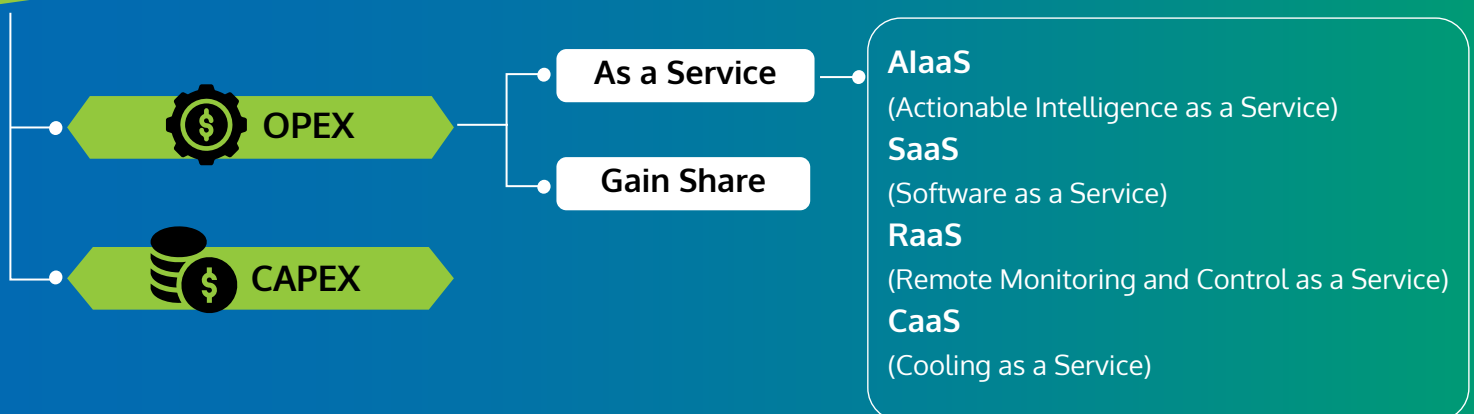 OPEX
As a Service
Gain Share
CAPEX
AIaaS
(Actionable Intelligence as a Service)
SaaS
(Software as a Service)
RaaS
(Remote Monitoring and Control as a Service)
CaaS
(Cooling as a Service)